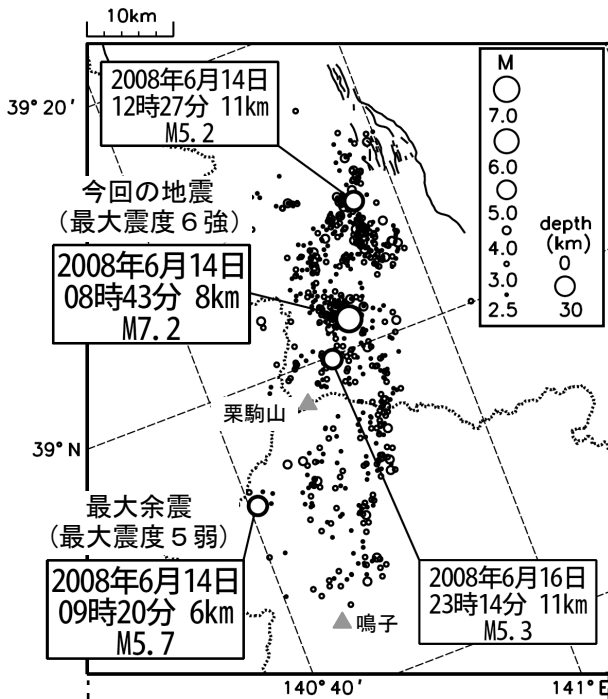 10km
39°20′
2008年6月14日
12時27分 11km
M5.2
今回の地震
（最大震度６強）
2008年6月14日
08時43分 8km
M7.2
M
7.0
6.0
5.0
4.0
3.0
2.5
depth
(km)
0
30
栗駒山
39°N
最大余震
（最大震度５弱）
2008年6月14日
09時20分 6km
M5.7
2008年6月16日
23時14分 11km
M5.3
鳴子
140°40′
141°E